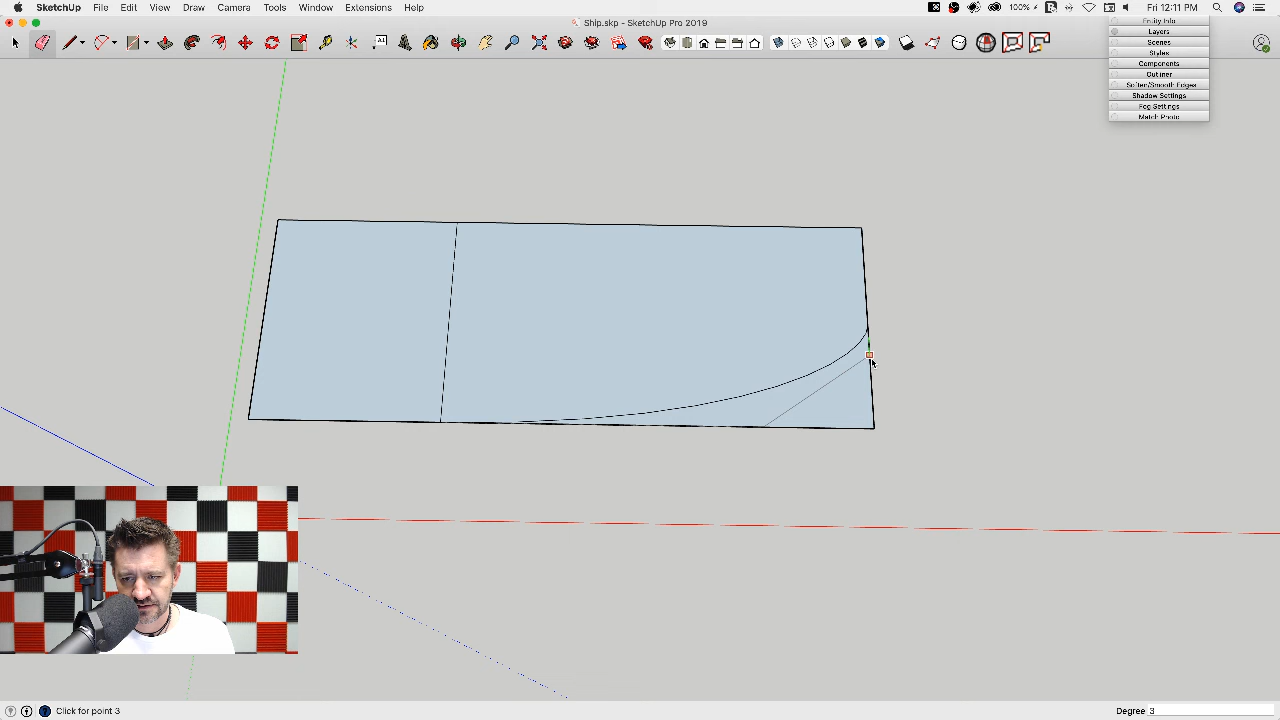 SketchUp File Edit View Camera Draw Tools Window Extensions Help
100% Fri 12:11 PM
Ship.skp - SketchUp Pro 2019
Entity Info
Layers
Scenes
Styles
Components
Outliner
Soften/Smooth Edges
Shadow Settings
Fog Settings
Match Photo
Click for point 3
Degree 3